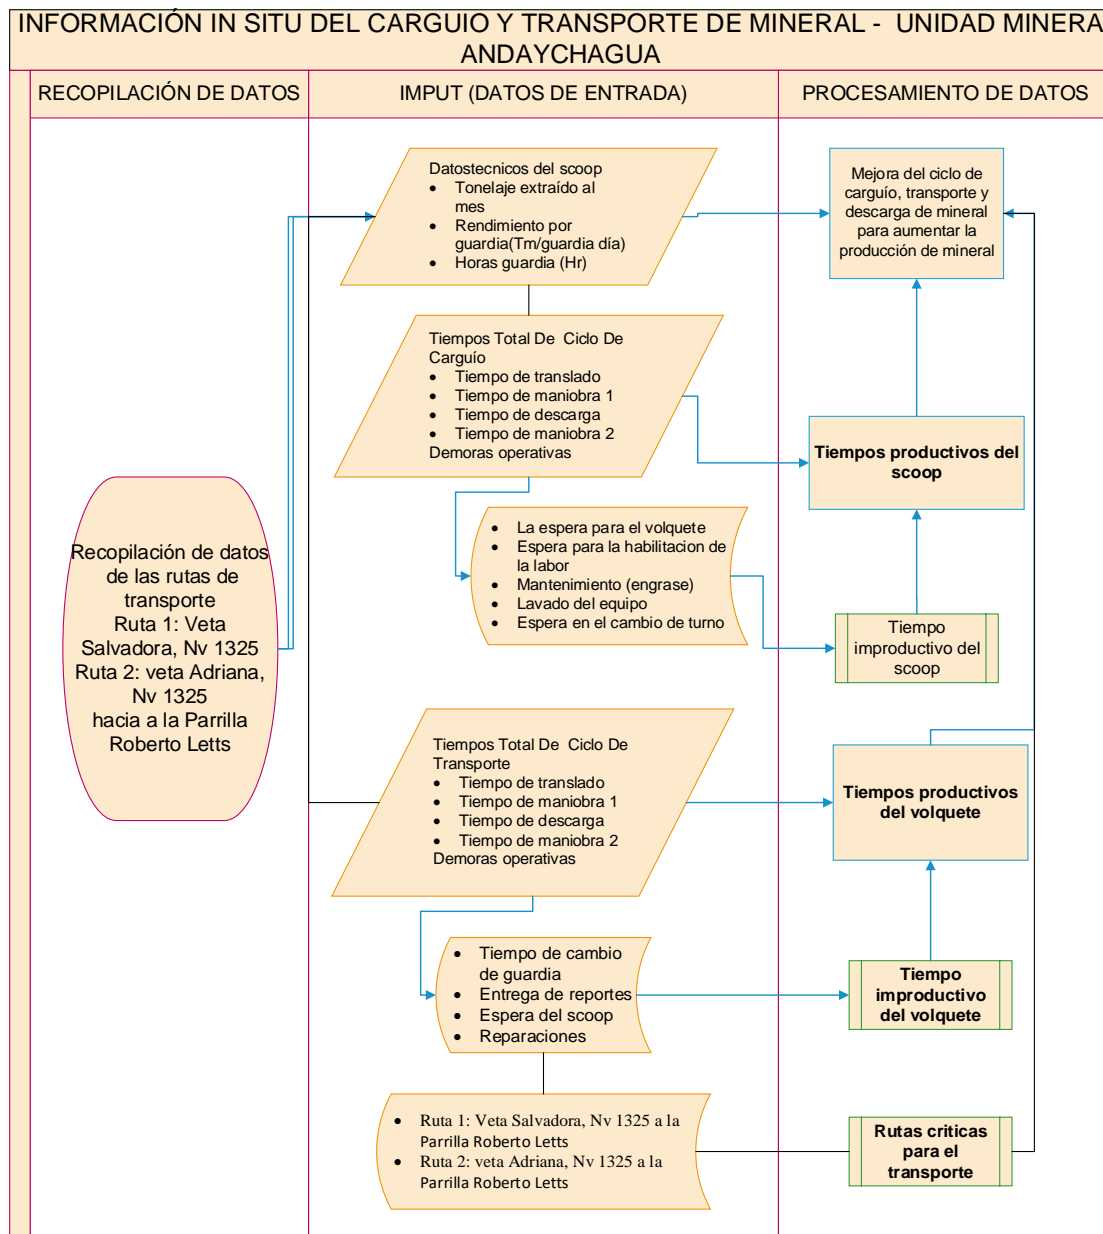 INFORMACIÓN IN SITU DEL CARGUIO Y TRANSPORTE DE MINERAL - UNIDAD MINERA
ANDAYCHAGUA
RECOPILACIÓN DE DATOS
IMPUT (DATOS DE ENTRADA)
PROCESAMIENTO DE DATOS
Recopilación de datos
de las rutas de
transporte
Ruta 1: Veta
Salvadora, Nv 1325
Ruta 2: veta Adriana,
Nv 1325
hacia a la Parrilla
Roberto Letts
Datostecnicos del scoop
• Tonelaje extraído al
mes
• Rendimiento por
guardia(Tm/guardia día)
• Horas guardia (Hr)
Tiempos Total De Ciclo De
Carguío
• Tiempo de translado
• Tiempo de maniobra 1
• Tiempo de descarga
• Tiempo de maniobra 2
Demoras operativas
• La espera para el volquete
• Espera para la habilitacion de
la labor
• Mantenimiento (engrase)
• Lavado del equipo
• Espera en el cambio de turno
Tiempos Total De Ciclo De
Transporte
• Tiempo de translado
• Tiempo de maniobra 1
• Tiempo de descarga
• Tiempo de maniobra 2
Demoras operativas
• Tiempo de cambio
de guardia
• Entrega de reportes
• Espera del scoop
• Reparaciones
• Ruta 1: Veta Salvadora, Nv 1325 a la
Parrilla Roberto Letts
• Ruta 2: veta Adriana, Nv 1325 a la
Parrilla Roberto Letts
Mejora del ciclo de
carguío, transporte y
descarga de mineral
para aumentar la
producción de mineral
Tiempos productivos del
scoop
Tiempo
improductivo del
scoop
Tiempos productivos
del volquete
Tiempo
improductivo
del volquete
Rutas criticas
para el
transporte